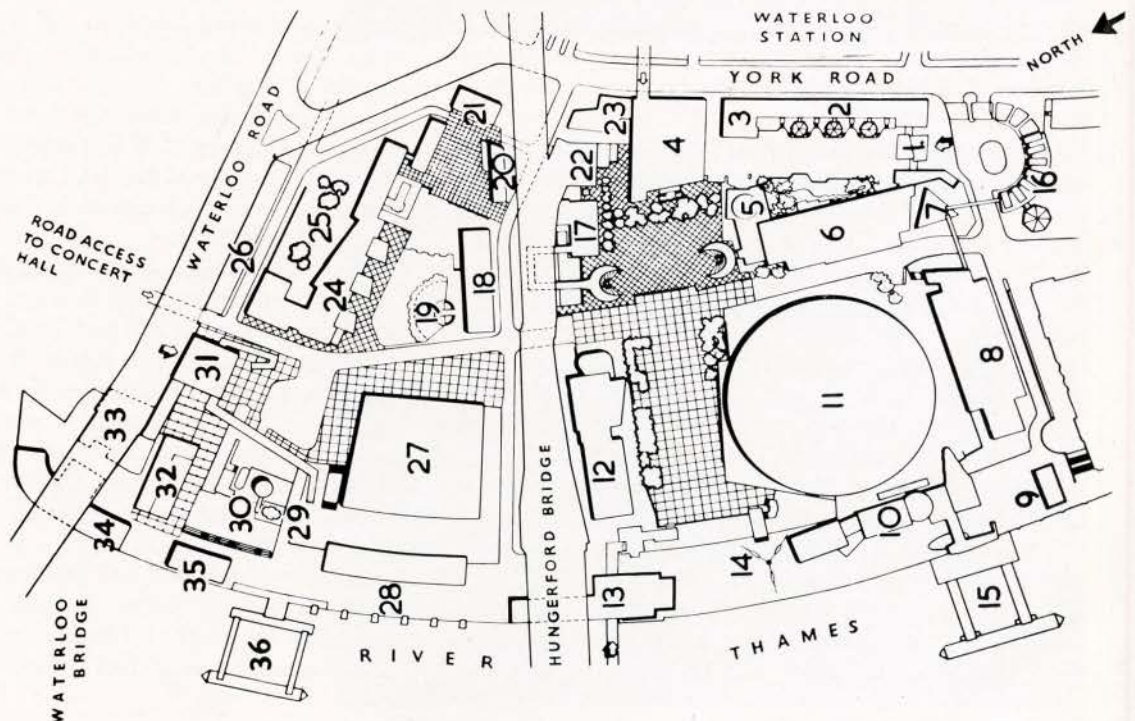 WATERLOO
STATION
NORTH
YORK ROAD
WATERLOO ROAD
ROAD ACCESS
TO CONCERT
HALL
21
23
3
2
4
1
20
22
16
25
5
7
26
17
6
24
18
19
31
8
33
11
27
12
32
30
9
29
10
34
35
14
28
13
15
36
HUNGERFORD BRIDGE
WATERLOO
BRIDGE
RIVER
THAMES